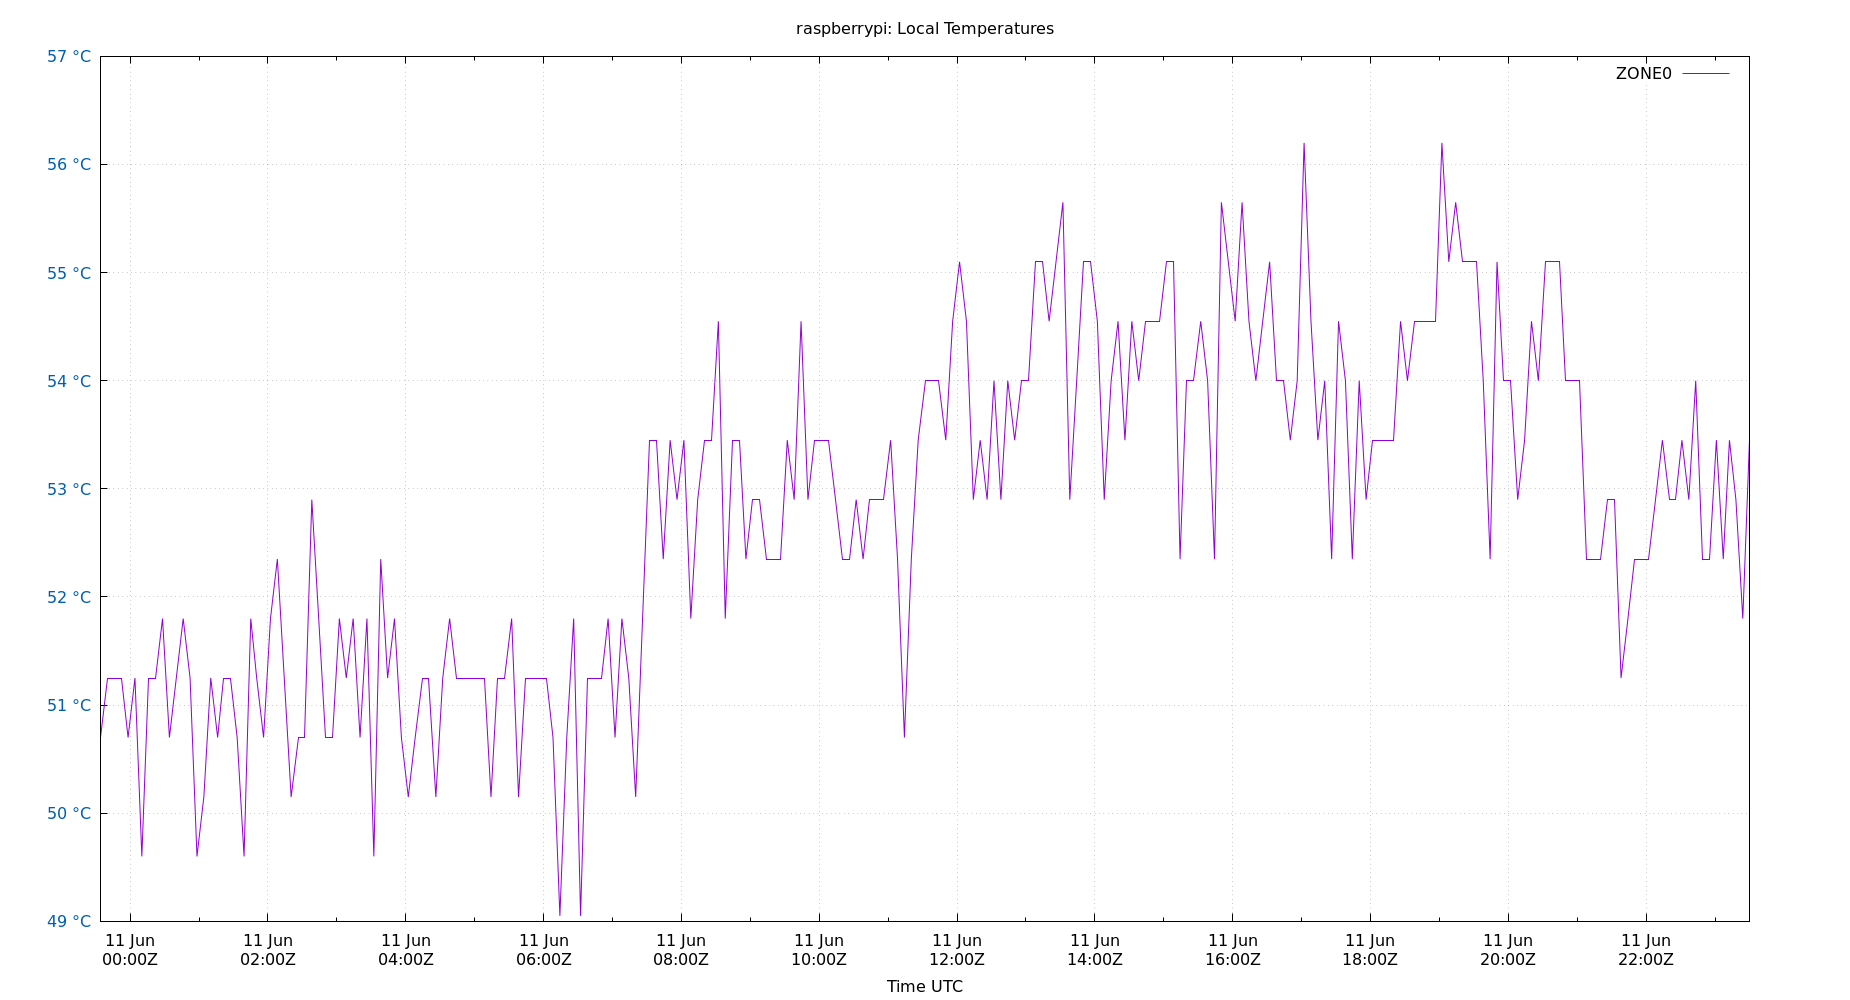 raspberrypi: Local Temperatures
57 °C
ZONE0
56 °C
55 °C
54 °C
53 °C
52 °C
51 °C
50 °C
49 °C
11 Jun 11 Jun 11 Jun 11 Jun 11 Jun 11 Jun 11 Jun 11 Jun 11 Jun 11 Jun 11 Jun 11 Jun
00:00Z 02:00Z 04:00Z 06:00Z 08:00Z 10:00Z 12:00Z 14:00Z 16:00Z 18:00Z 20:00Z 22:00Z
Time UTC